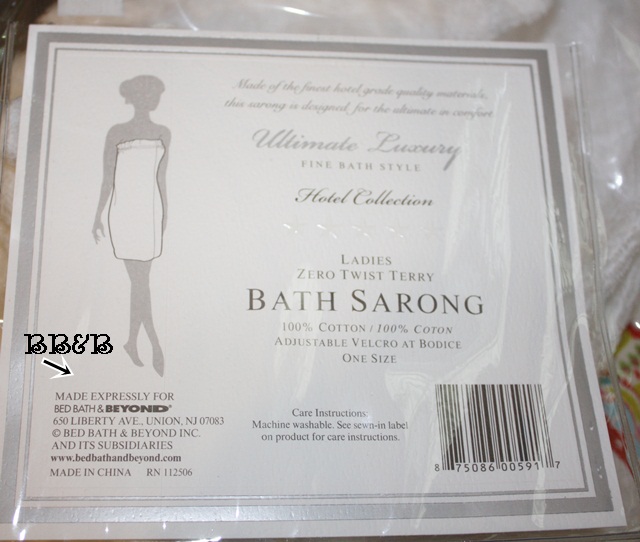 Made of the finest hotel grade quality materials,
this sarong is designed for the ultimate in comfort
Ultimate Luxury
FINE BATH STYLE
Hotel Collection
LADIES
ZERO TWIST TERRY
BATH SARONG
100% COTTON / 100% COTON
ADJUSTABLE VELCRO AT BODICE
ONE SIZE
BB&B
MADE EXPRESSLY FOR
BED BATH & BEYOND
650 LIBERTY AVE., UNION, NJ 07083
© BED BATH & BEYOND INC.
AND ITS SUBSIDIARIES
www.bedbathandbeyond.com
MADE IN CHINA RN 112506
Care Instructions:
Machine washable. See sewn-in label
on product for care instructions.
8 75086 00591 7